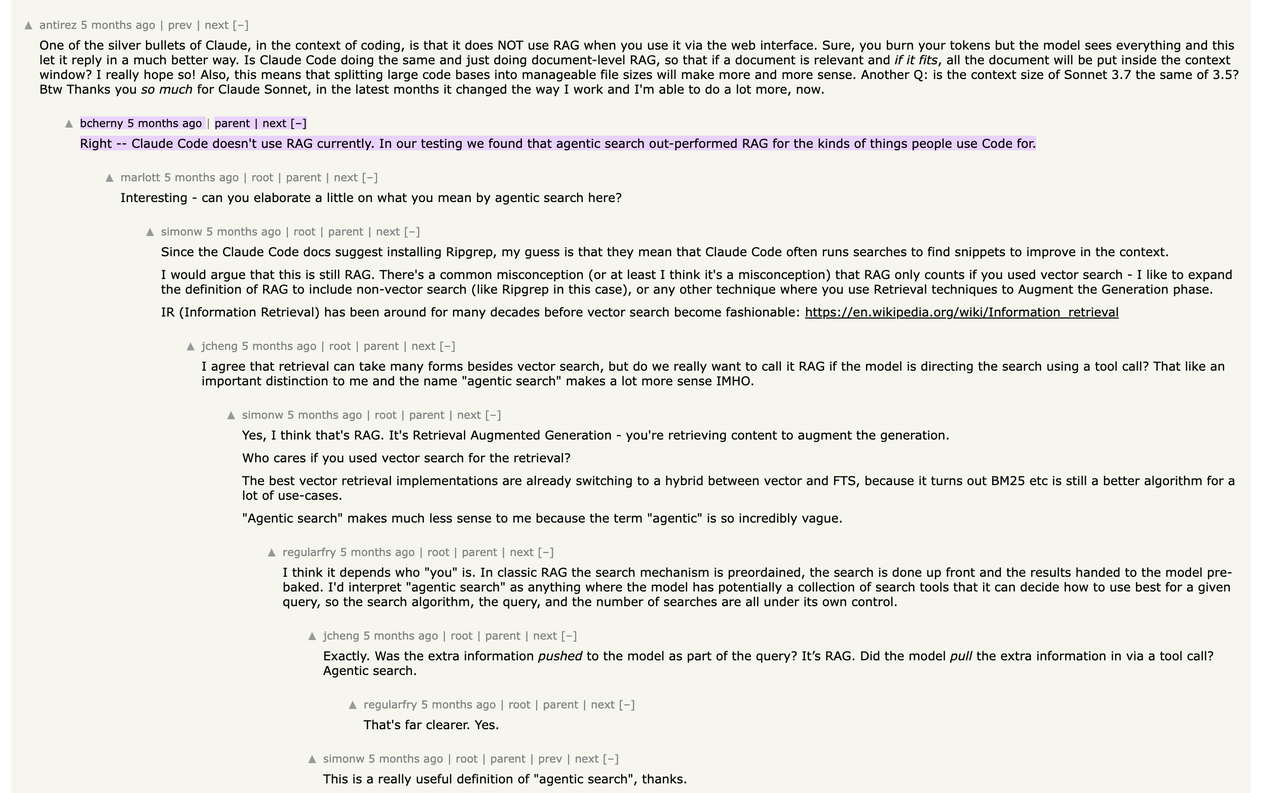 ▲ antirez 5 months ago | prev | next [–]
One of the silver bullets of Claude, in the context of coding, is that it does NOT use RAG when you use it via the web interface. Sure, you burn your tokens but the model sees everything and this
let it reply in a much better way. Is Claude Code doing the same and just doing document-level RAG, so that if a document is relevant and if it fits, all the document will be put inside the context
window? I really hope so! Also, this means that splitting large code bases into manageable file sizes will make more and more sense. Another Q: is the context size of Sonnet 3.7 the same of 3.5?
Btw Thanks you so much for Claude Sonnet, in the latest months it changed the way I work and I'm able to do a lot more, now.
▲ bcherny 5 months ago | parent | next [–]
Right -- Claude Code doesn't use RAG currently. In our testing we found that agentic search out-performed RAG for the kinds of things people use Code for.
▲ marlott 5 months ago | root | parent | next [–]
Interesting - can you elaborate a little on what you mean by agentic search here?
▲ simonw 5 months ago | root | parent | next [–]
Since the Claude Code docs suggest installing Ripgrep, my guess is that they mean that Claude Code often runs searches to find snippets to improve in the context.
I would argue that this is still RAG. There's a common misconception (or at least I think it's a misconception) that RAG only counts if you used vector search - I like to expand
the definition of RAG to include non-vector search (like Ripgrep in this case), or any other technique where you use Retrieval techniques to Augment the Generation phase.
IR (Information Retrieval) has been around for many decades before vector search become fashionable: https://en.wikipedia.org/wiki/Information_retrieval
▲ jcheng 5 months ago | root | parent | next [–]
I agree that retrieval can take many forms besides vector search, but do we really want to call it RAG if the model is directing the search using a tool call? That like an
important distinction to me and the name "agentic search" makes a lot more sense IMHO.
▲ simonw 5 months ago | root | parent | next [–]
Yes, I think that's RAG. It's Retrieval Augmented Generation - you're retrieving content to augment the generation.
Who cares if you used vector search for the retrieval?
The best vector retrieval implementations are already switching to a hybrid between vector and FTS, because it turns out BM25 etc is still a better algorithm for a
lot of use-cases.
"Agentic search" makes much less sense to me because the term "agentic" is so incredibly vague.
▲ regularfry 5 months ago | root | parent | next [–]
I think it depends who "you" is. In classic RAG the search mechanism is preordained, the search is done up front and the results handed to the model pre-
baked. I'd interpret "agentic search" as anything where the model has potentially a collection of search tools that it can decide how to use best for a given
query, so the search algorithm, the query, and the number of searches are all under its own control.
▲ jcheng 5 months ago | root | parent | next [–]
Exactly. Was the extra information pushed to the model as part of the query? It’s RAG. Did the model pull the extra information in via a tool call?
Agentic search.
▲ regularfry 5 months ago | root | parent | next [–]
That's far clearer. Yes.
▲ simonw 5 months ago | root | parent | prev | next [–]
This is a really useful definition of "agentic search", thanks.